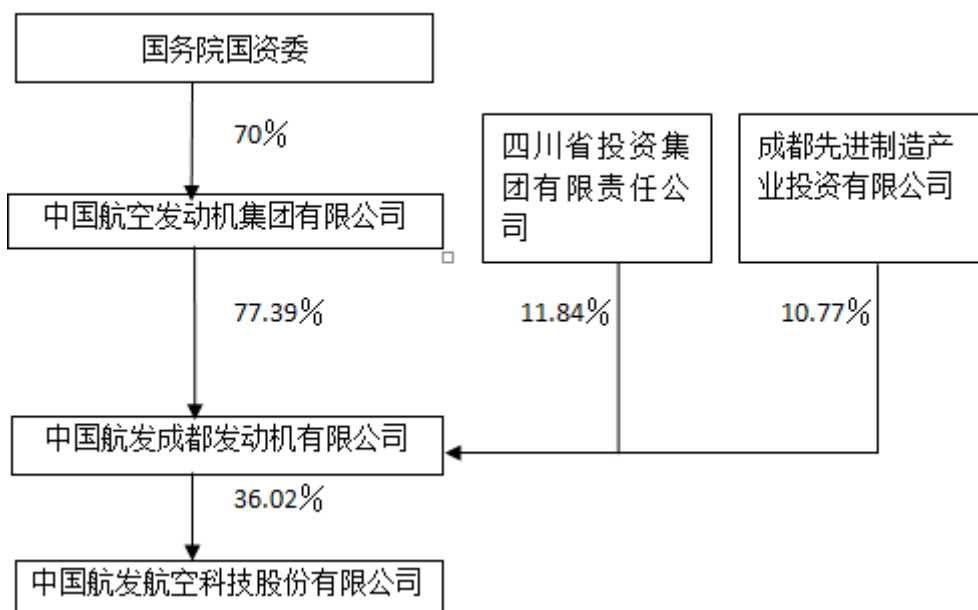 国务院国资委
70%
四川省投资集
团有限责任公
司
成都先进制造产
业投资有限公司
中国航空发动机集团有限公司
77.39%
11.84%
10.77%
中国航发成都发动机有限公司
36.02%
中国航发航空科技股份有限公司